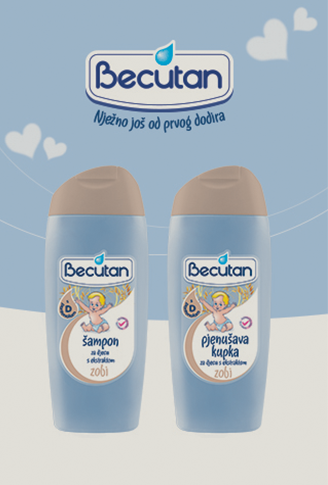 Becutan
Nježno još od prvog dodira
Becutan
D
šampon
za djecu
s ekstraktom
zobi
Becutan
D
pjenušava
kupka
za djecu s ekstraktom
zobi